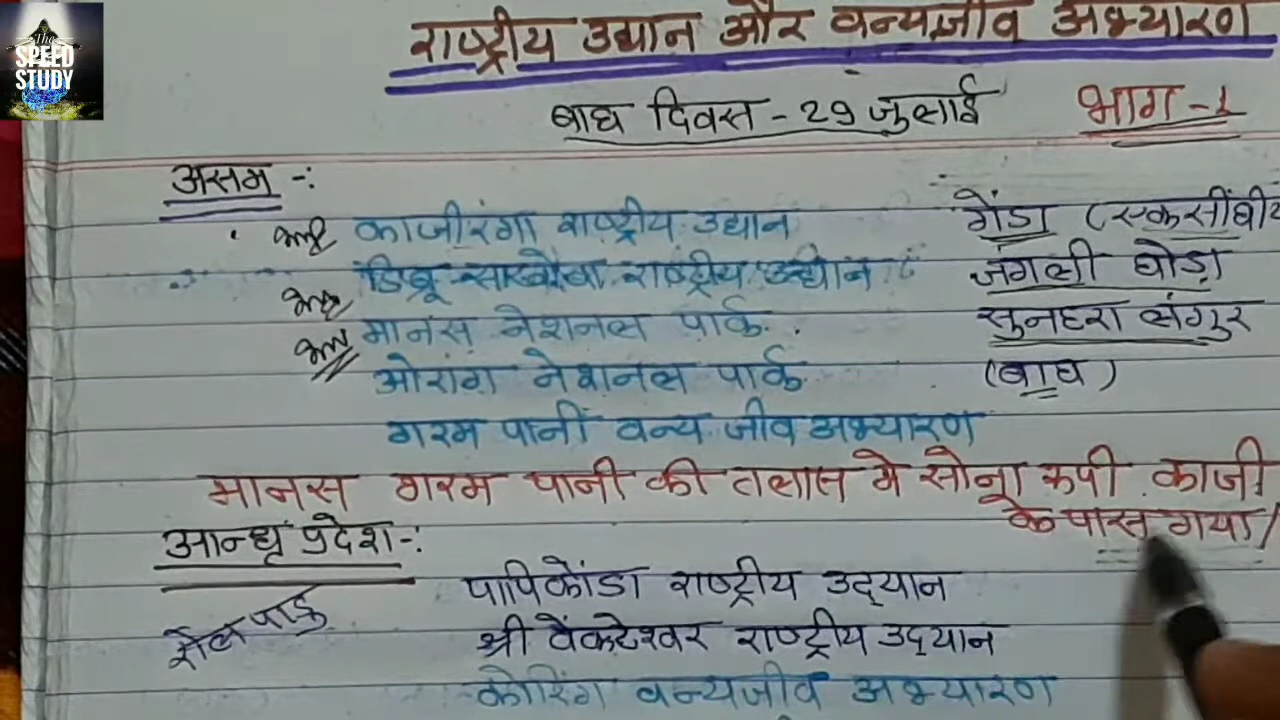 The
SPEED
STUDY
राष्ट्रीय उद्यान और वन्यजीव अभ्यारण
बाघ दिवस - 29 जुलाई भाग -1
असम -:
काजीरंगा राष्ट्रीय उद्यान गेंडा (एकसींघीय
डिब्रू साखोवा राष्ट्रीय उद्यान जंगली घोड़ा
मानस नेशनल पार्क सुनहरा लंगुर
ओरांग नेशनल पार्क (बाघ)
गरम पानी वन्य जीव अभ्यारण
मानस गरम पानी की तलास मे सोना कपी काजी
के पास गया /
आन्ध्र प्रदेश -:
पापिकोंडा राष्ट्रीय उद्यान
श्री वेंकटेश्वर राष्ट्रीय उद्यान
कोरिंग वन्यजीव अभ्यारण